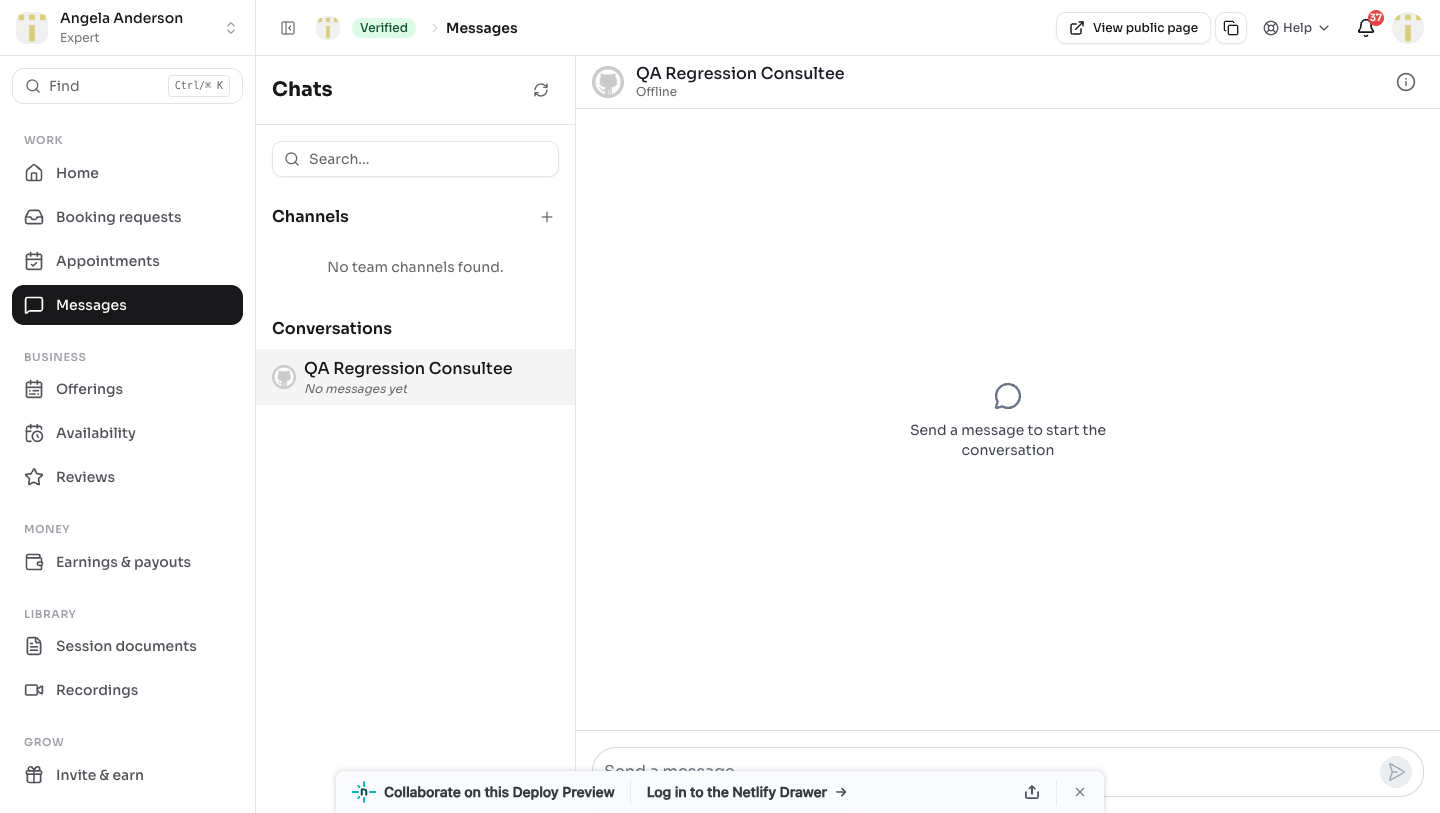 Angela Anderson
Expert
Verified
Messages
View public page
Help
37
Find
Ctrl/⌘ K
WORK
Home
Booking requests
Appointments
Messages
BUSINESS
Offerings
Availability
Reviews
MONEY
Earnings & payouts
LIBRARY
Session documents
Recordings
GROW
Invite & earn
Chats
Search...
Channels
No team channels found.
Conversations
QA Regression Consultee
No messages yet
QA Regression Consultee
Offline
Send a message to start the
conversation
Send a message
Collaborate on this Deploy Preview
Log in to the Netlify Drawer →